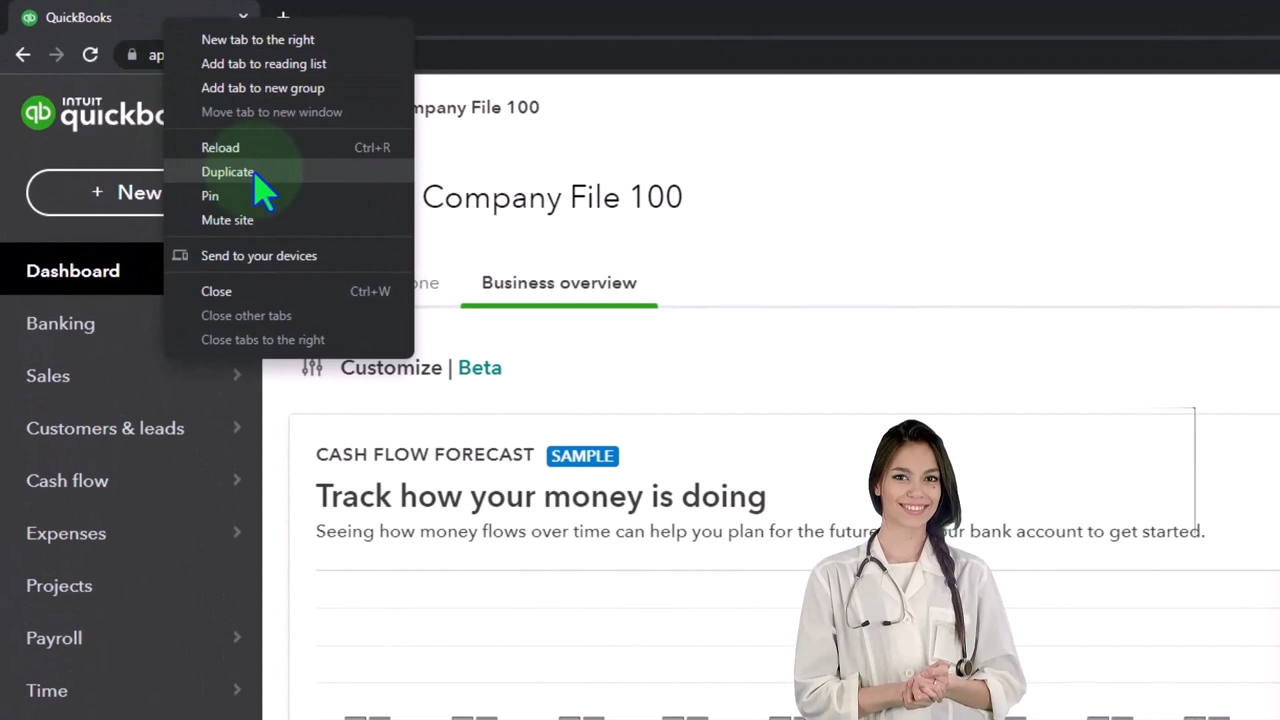 QuickBooks
New tab to the right
ap
Add tab to reading list
Add tab to new group
Move tab to new window
INTUIT
quickbo
mpany File 100
Reload Ctrl+R
Duplicate
+ New
Pin
Company File 100
Mute site
Send to your devices
Dashboard
Close Ctrl+W
one Business overview
Close other tabs
Banking
Close tabs to the right
Customize | Beta
Sales
Customers & leads
CASH FLOW FORECAST SAMPLE
Cash flow
Track how your money is doing
Expenses
Seeing how money flows over time can help you plan for the futur ur bank account to get started.
Projects
Payroll
Time